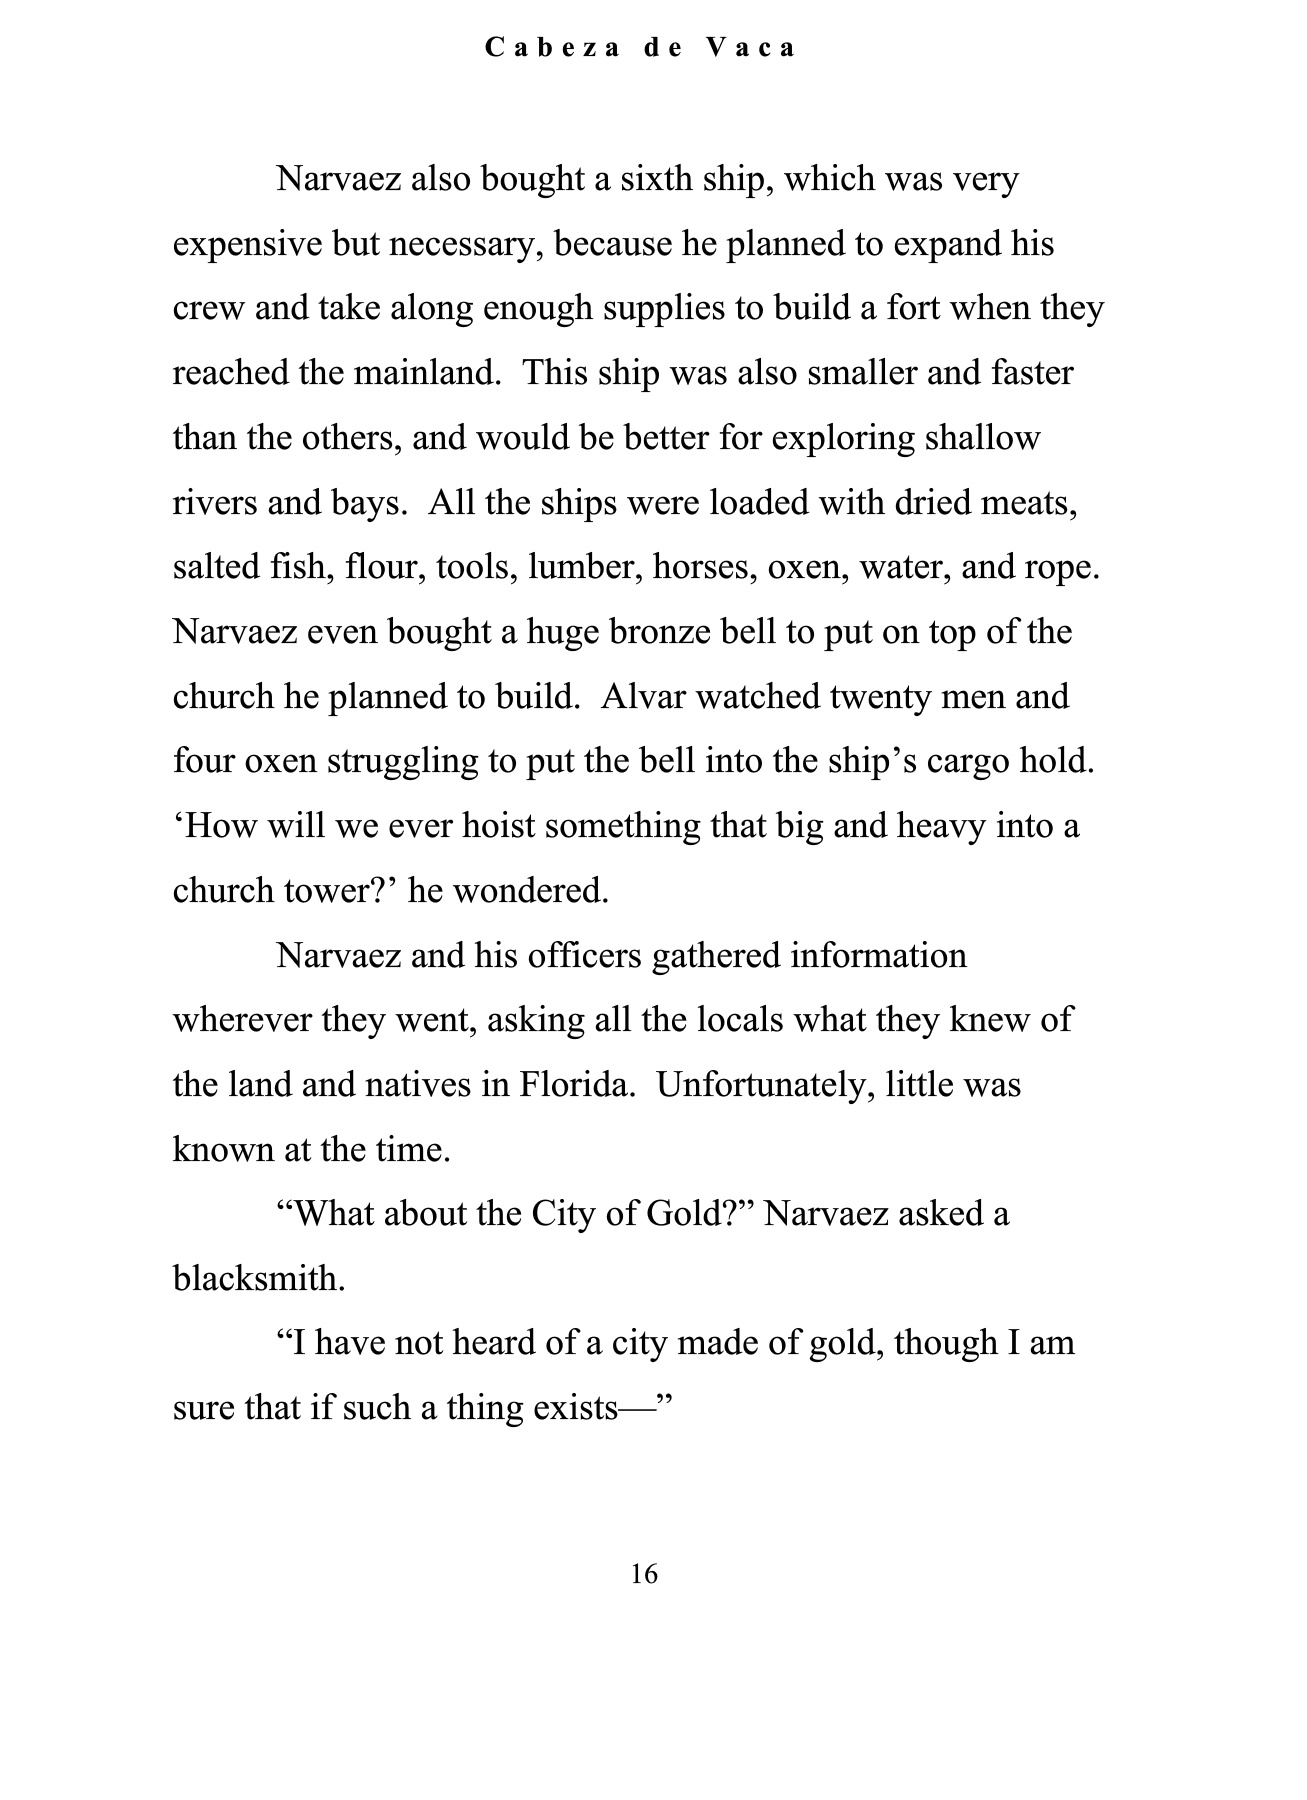 Cabeza de Vaca
Narvaez also bought a sixth ship, which was very
expensive but necessary, because he planned to expand his
crew and take along enough supplies to build a fort when they
reached the mainland.  This ship was also smaller and faster
than the others, and would be better for exploring shallow
rivers and bays.  All the ships were loaded with dried meats,
salted fish, flour, tools, lumber, horses, oxen, water, and rope.
Narvaez even bought a huge bronze bell to put on top of the
church he planned to build.  Alvar watched twenty men and
four oxen struggling to put the bell into the ship’s cargo hold.
‘How will we ever hoist something that big and heavy into a
church tower?’ he wondered.
Narvaez and his officers gathered information
wherever they went, asking all the locals what they knew of
the land and natives in Florida.  Unfortunately, little was
known at the time.
“What about the City of Gold?” Narvaez asked a
blacksmith.
“I have not heard of a city made of gold, though I am
sure that if such a thing exists—”
16